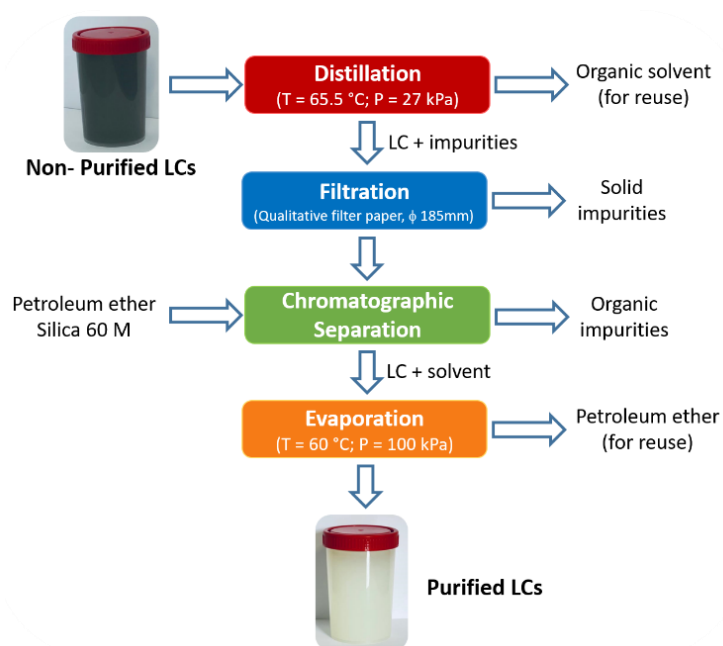 Distillation
(T = 65.5 °C; P = 27 kPa)
Organic solvent
(for reuse)
Non- Purified LCs
LC + impurities
Filtration
(Qualitative filter paper, ϕ 185mm)
Solid
impurities
Petroleum ether
Silica 60 M
Chromatographic
Separation
Organic
impurities
LC + solvent
Evaporation
(T = 60 °C; P = 100 kPa)
Petroleum ether
(for reuse)
Purified LCs